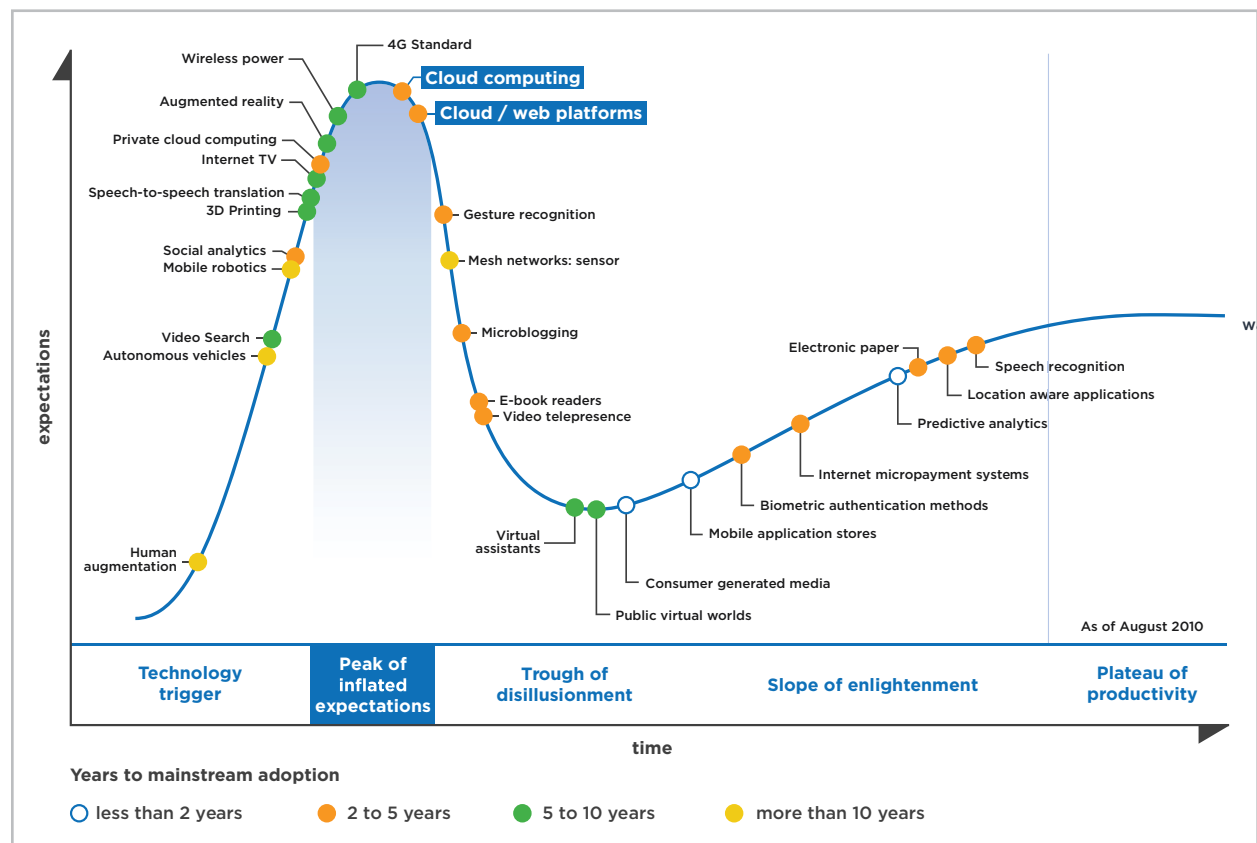 4G Standard
Wireless power
Cloud computing
Augmented reality
Cloud / web platforms
Private cloud computing
Internet TV
Speech-to-speech translation
3D Printing
Gesture recognition
Social analytics
Mobile robotics
Mesh networks: sensor
Video Search
Autonomous vehicles
Microblogging
Electronic paper
Speech recognition
Location aware applications
E-book readers
Video telepresence
Predictive analytics
Internet micropayment systems
Biometric authentication methods
Mobile application stores
Virtual
assistants
Human
augmentation
Consumer generated media
Public virtual worlds
As of August 2010
expectations
Technology
trigger
Peak of
inflated
expectations
Trough of
disillusionment
Slope of enlightenment
Plateau of
productivity
time
Years to mainstream adoption
less than 2 years
2 to 5 years
5 to 10 years
more than 10 years